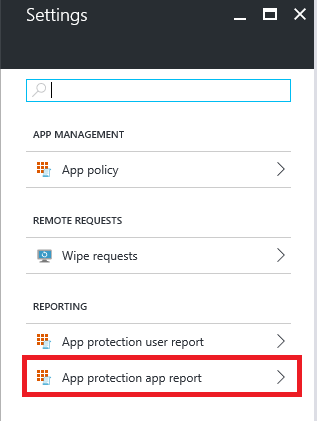 Settings
APP MANAGEMENT
App policy
REMOTE REQUESTS
Wipe requests
REPORTING
App protection user report
App protection app report